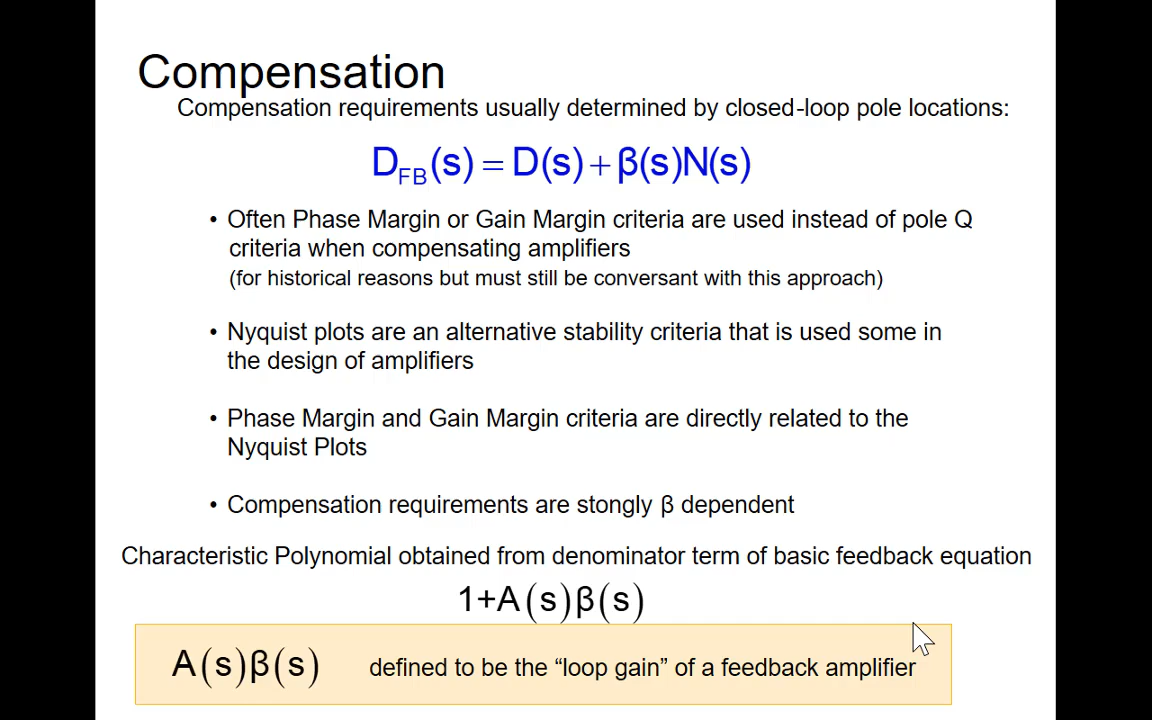 Compensation
Compensation requirements usually determined by closed-loop pole locations:
D_FB(s) = D(s) + β(s)N(s)
• Often Phase Margin or Gain Margin criteria are used instead of pole Q
criteria when compensating amplifiers
(for historical reasons but must still be conversant with this approach)
• Nyquist plots are an alternative stability criteria that is used some in
the design of amplifiers
• Phase Margin and Gain Margin criteria are directly related to the
Nyquist Plots
• Compensation requirements are stongly β dependent
Characteristic Polynomial obtained from denominator term of basic feedback equation
1+A(s)β(s)
A(s)β(s) defined to be the “loop gain” of a feedback amplifier